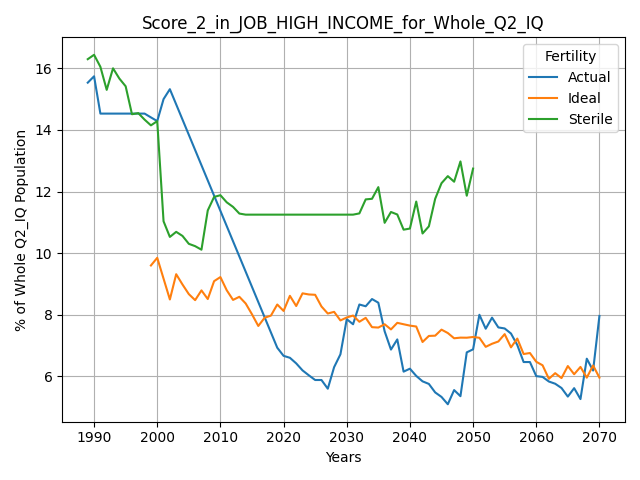 Score_2_in_JOB_HIGH_INCOME_for_Whole_Q2_IQ
Fertility
Actual
Ideal
Sterile
% of Whole Q2_IQ Population
16
14
12
10
8
6
1990 2000 2010 2020 2030 2040 2050 2060 2070
Years